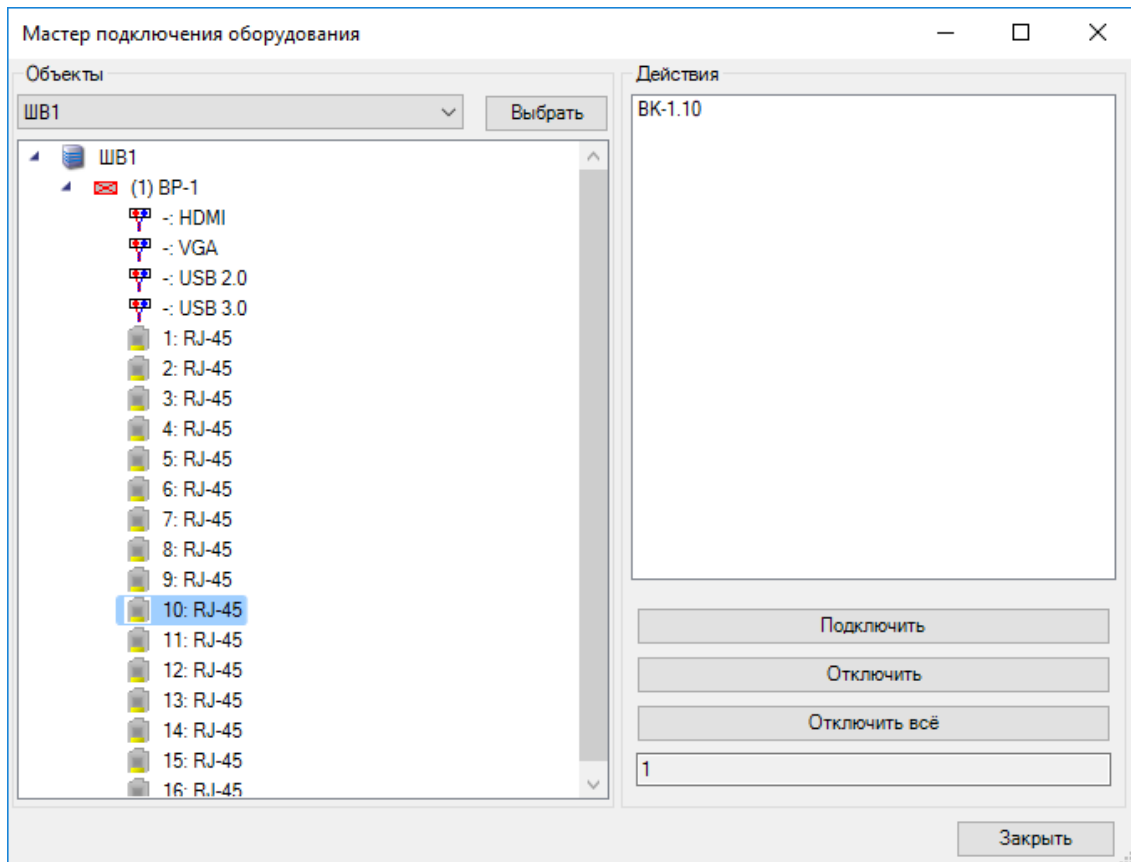 Мастер подключения оборудования
Объекты
ШВ1
Выбрать
ШВ1
(1) ВР-1
-: HDMI
-: VGA
-: USB 2.0
-: USB 3.0
1: RJ-45
2: RJ-45
3: RJ-45
4: RJ-45
5: RJ-45
6: RJ-45
7: RJ-45
8: RJ-45
9: RJ-45
10: RJ-45
11: RJ-45
12: RJ-45
13: RJ-45
14: RJ-45
15: RJ-45
16: RJ-45
Действия
ВК-1.10
Подключить
Отключить
Отключить всё
1
Закрыть